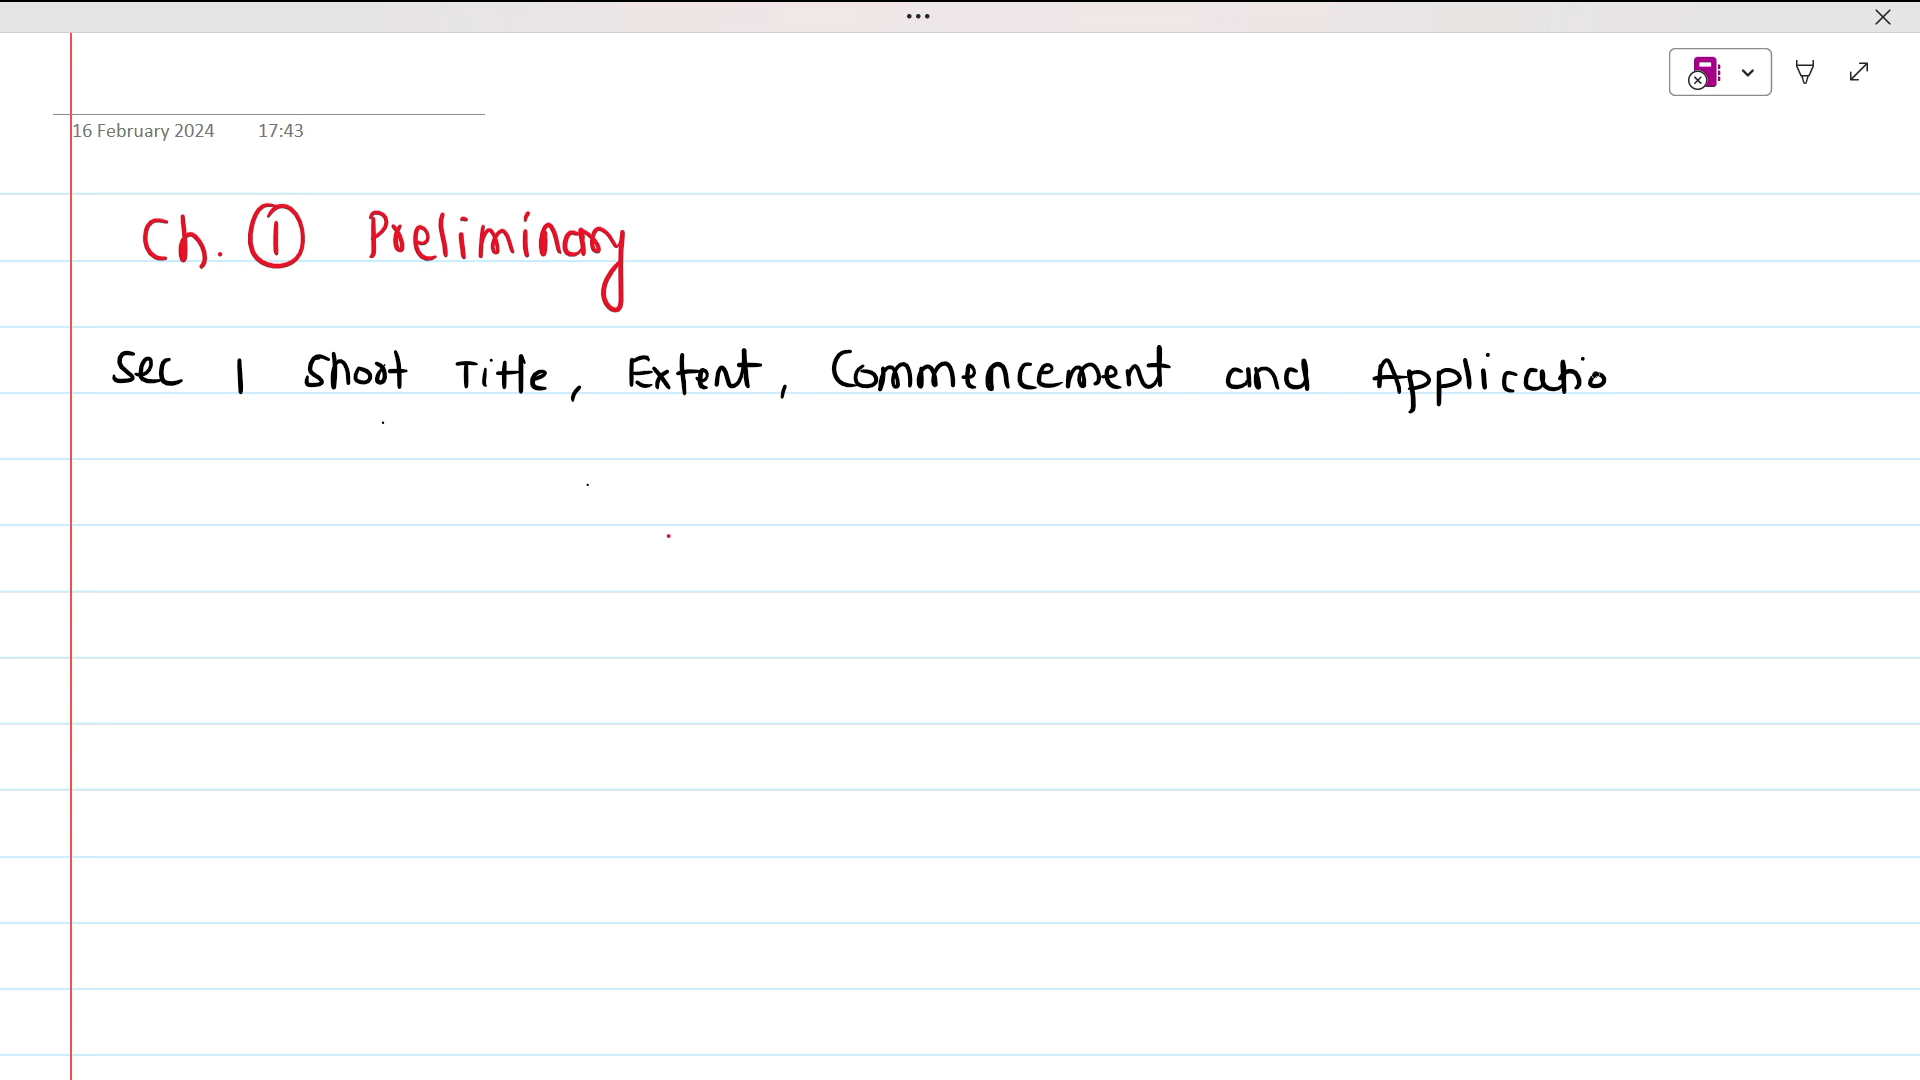 16 February 2024 17:43
Ch. ① Preliminary
Sec 1 Short Title, Extent, Commencement and Applicatio